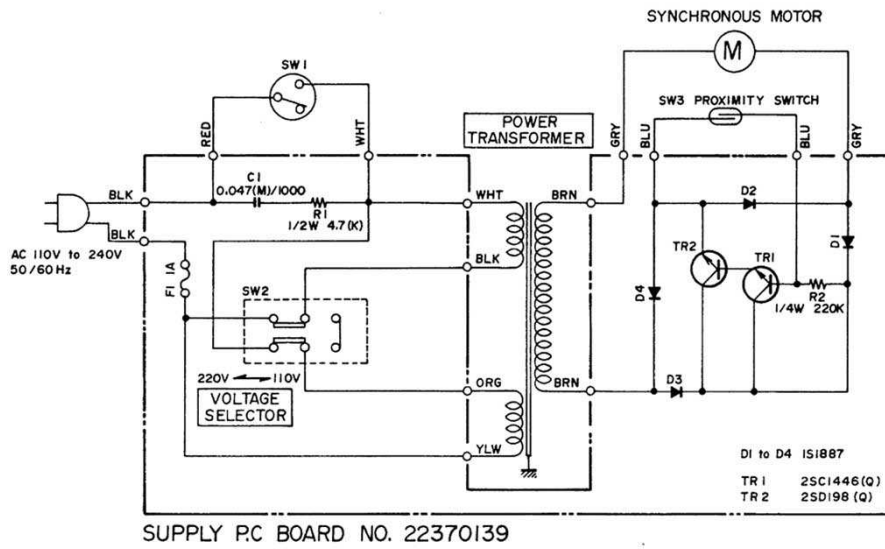 SYNCHRONOUS MOTOR
M
SW1
SW3 PROXIMITY SWITCH
POWER
TRANSFORMER
RED
WHT
GRY
BLU
BLU
GRY
C1
0.047(M)/1000
BLK
R1
1/2W 4.7(K)
WHT
BRN
D2
BLK
TR2
D1
AC 110V to 240V
50/60 Hz
F1 1A
BLK
TR1
SW2
D4
R2
1/4W 220K
220V 110V
VOLTAGE
SELECTOR
ORG
BRN
D3
YLW
D1 to D4 1S1887
TR1 2SC1446(Q)
TR2 2SD198(Q)
SUPPLY P.C BOARD NO. 22370139